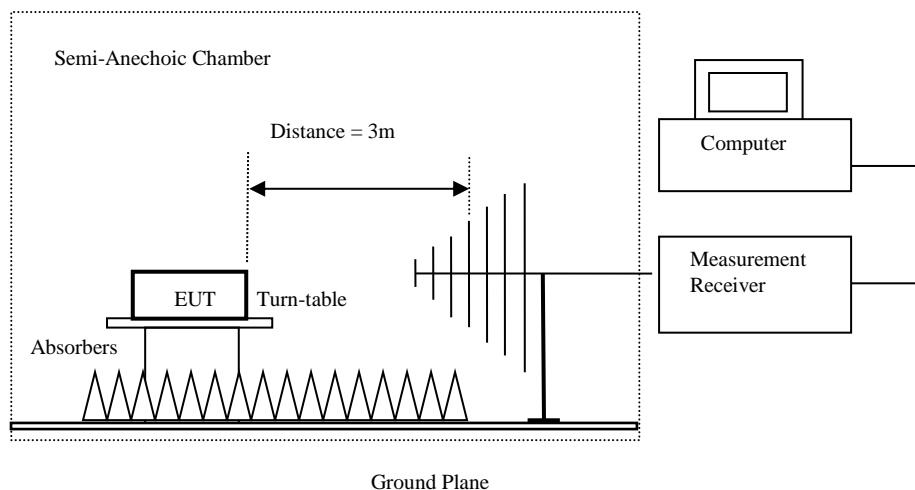 Semi-Anechoic Chamber
Distance = 3m
Computer
Measurement
Receiver
EUT
Turn-table
Absorbers
Ground Plane